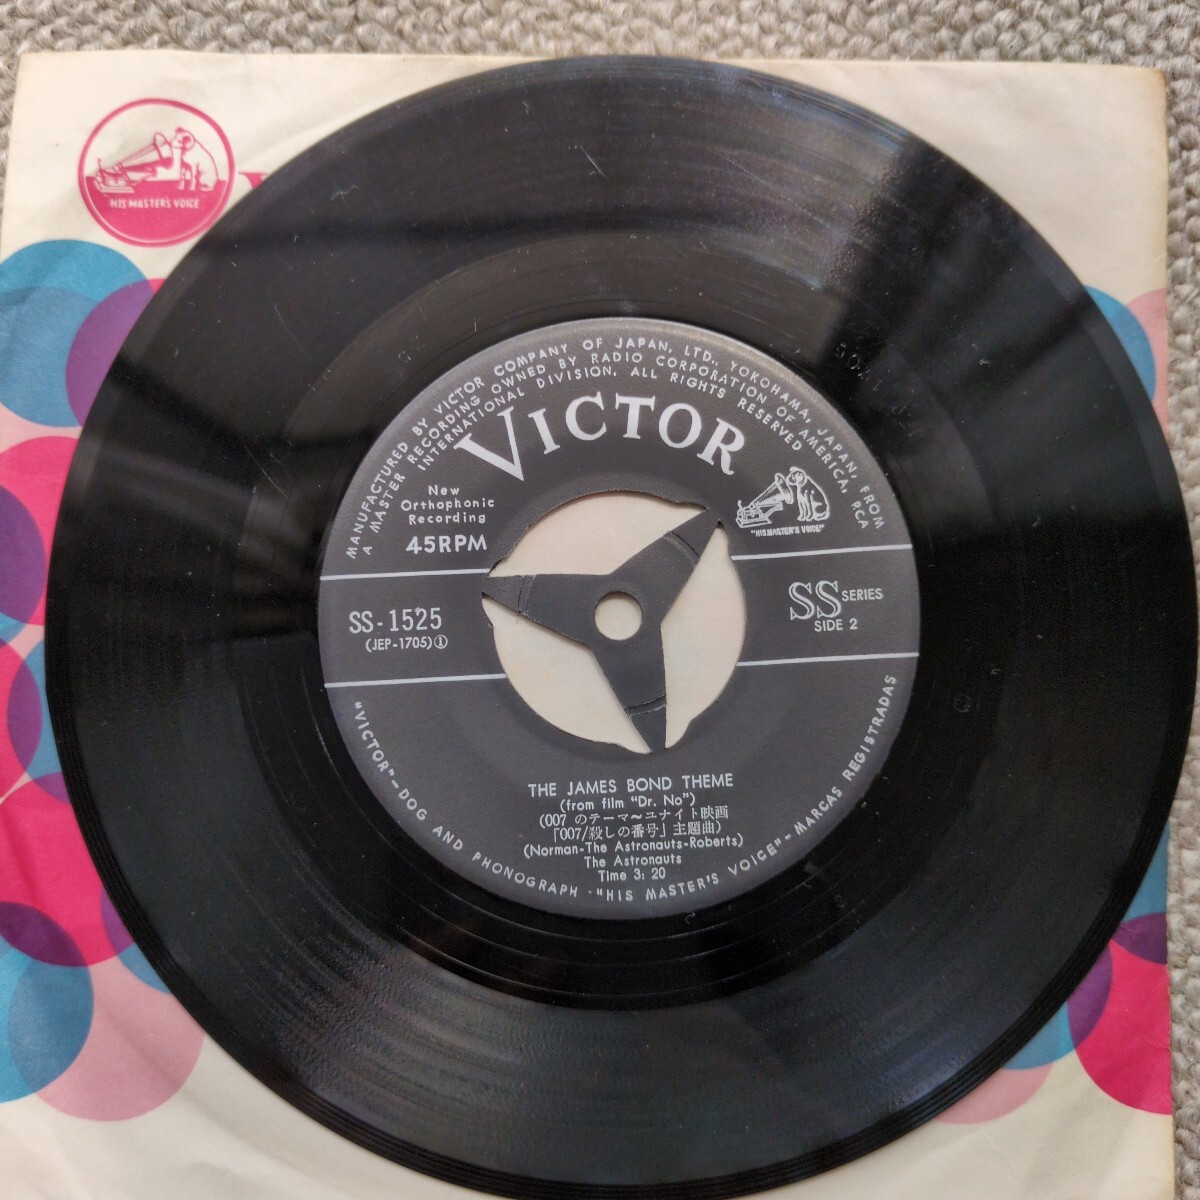 HIS MASTERS VOICE
MANUFACTURED BY VICTOR COMPANY OF JAPAN, LTD., YOKOHAMA, JAPAN, FROM
A MASTER RECORDING OWNED BY RADIO CORPORATION OF AMERICA, RCA
INTERNATIONAL DIVISION. ALL RIGHTS RESERVED
VICTOR
New
Orthophonic
Recording
45RPM
"HIS MASTER'S VOICE"
SS-1525
(JEP-1705)①
SS SERIES
SIDE 2
THE JAMES BOND THEME
(from film "Dr. No")
(007 のテーマ～ユナイト映画
「007/殺しの番号」主題曲)
(Norman-The Astronauts-Roberts)
The Astronauts
Time 3: 20
"VICTOR"-DOG AND PHONOGRAPH-"HIS MASTER'S VOICE"-MARCAS REGISTRADAS